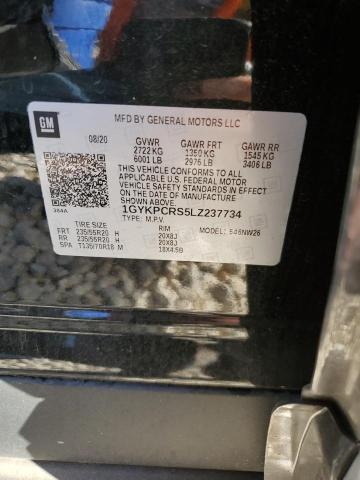 GM
MFD BY GENERAL MOTORS LLC
08/20 GVWR GAWR FRT GAWR RR
2722 KG 1350 KG 1545 KG
6001 LB 2976 LB 3406 LB
THIS VEHICLE CONFORMS TO ALL
APPLICABLE U.S. FEDERAL MOTOR
VEHICLE SAFETY STANDARDS IN EFFECT
ON THE DATE OF MANUFACTURE
SHOWN ABOVE.
384A
1GYKPCRS5LZ237734
TYPE: M.P.V. MODEL: 6NW26
TIRE SIZE RIM
FRT 235/55R20 H 20X8J
RR 235/55R20 H 20X8J
SPA T135/70R18 M 18X4.5B